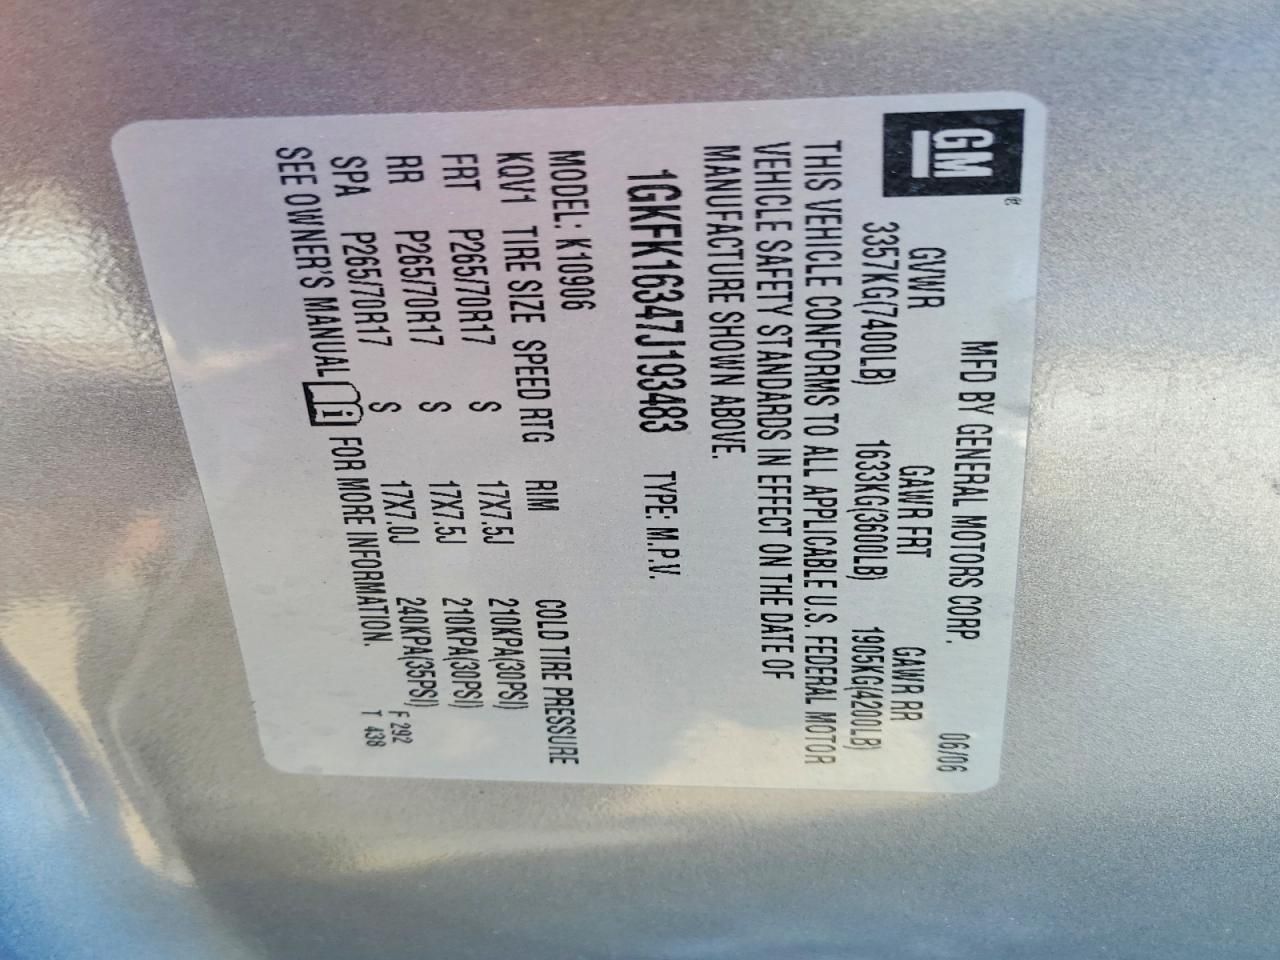 GM ®
MFD BY GENERAL MOTORS CORP. 06/06
GVWR GAWR FRT GAWR RR
3357KG(7400LB) 1633KG(3600LB) 1905KG(4200LB)
THIS VEHICLE CONFORMS TO ALL APPLICABLE U.S. FEDERAL MOTOR
VEHICLE SAFETY STANDARDS IN EFFECT ON THE DATE OF
MANUFACTURE SHOWN ABOVE.
1GKFK16347J193483 TYPE: M.P.V.
MODEL: K10906
KQV1 TIRE SIZE SPEED RTG RIM COLD TIRE PRESSURE
FRT P265/70R17 S 17X7.5J 210KPA(30PSI)
RR P265/70R17 S 17X7.5J 210KPA(30PSI)
SPA P265/70R17 S 17X7.0J 240KPA(35PSI)
SEE OWNER'S MANUAL i FOR MORE INFORMATION.
F 292
T 438